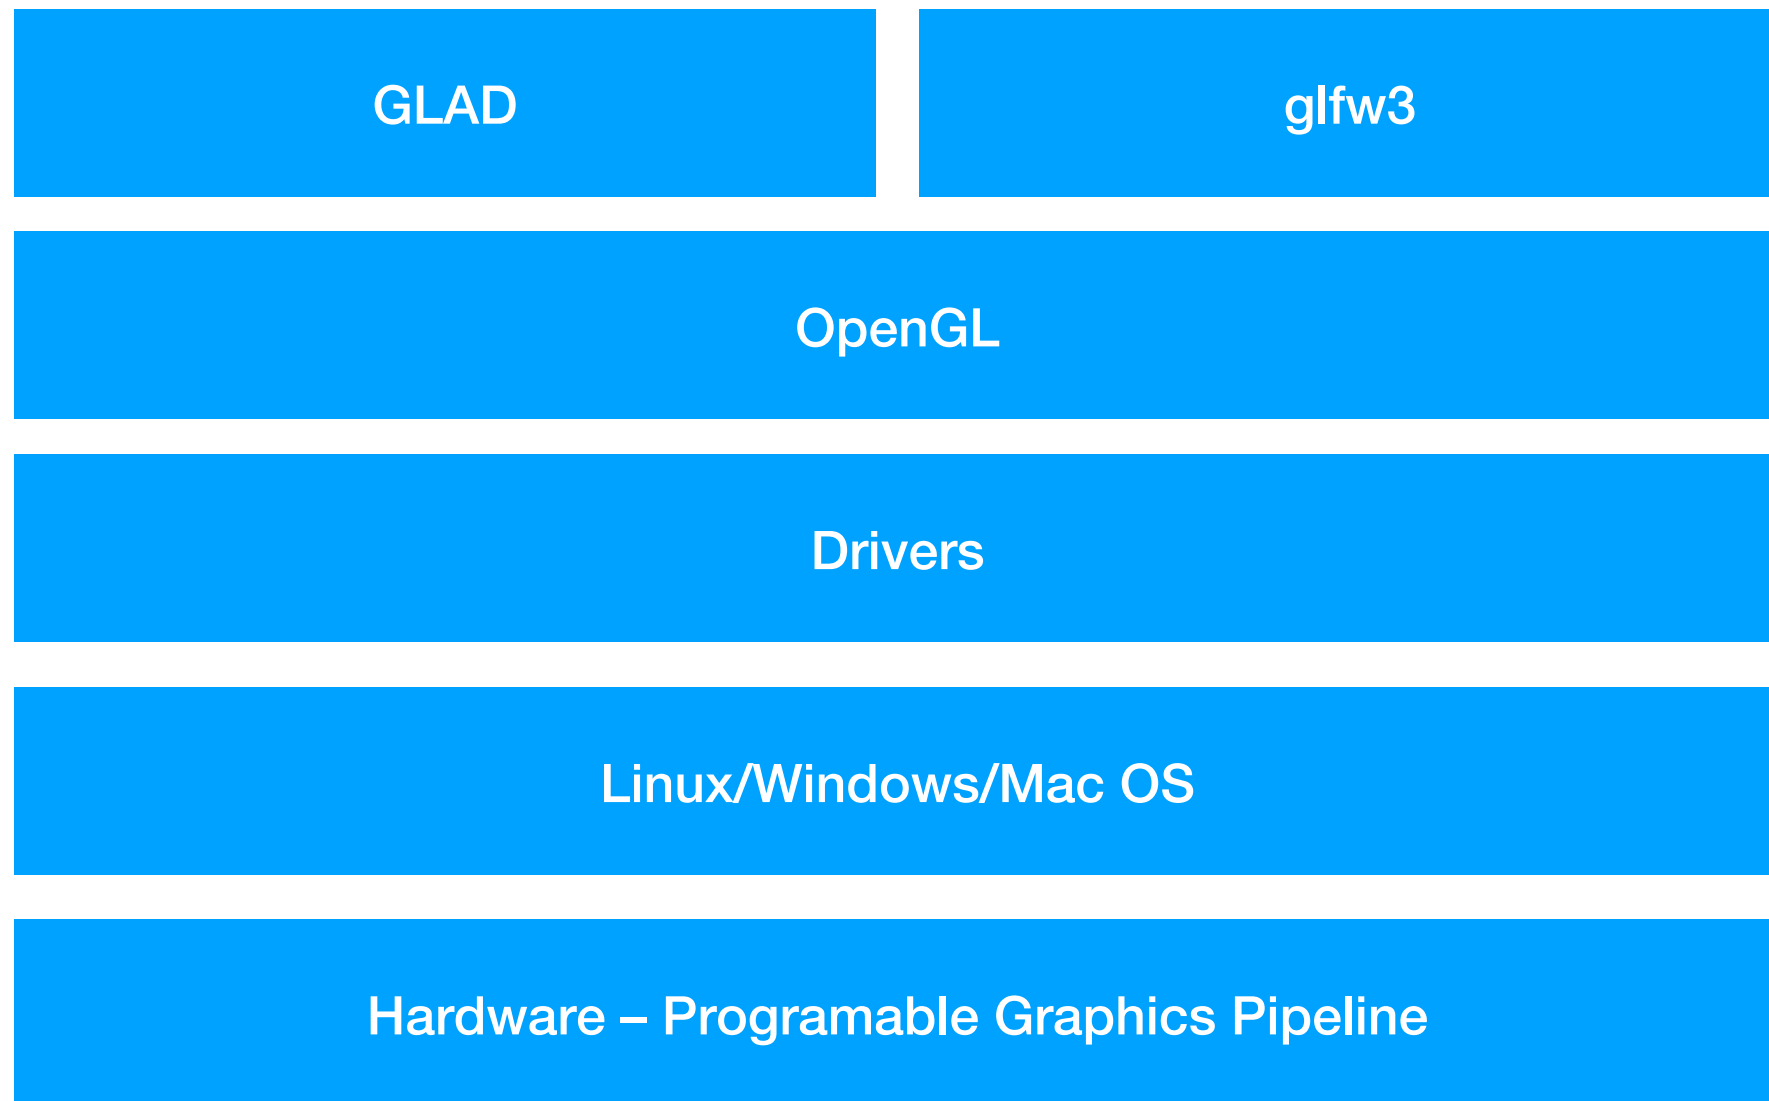 GLAD
glfw3
OpenGL
Drivers
Linux/Windows/Mac OS
Hardware – Programable Graphics Pipeline